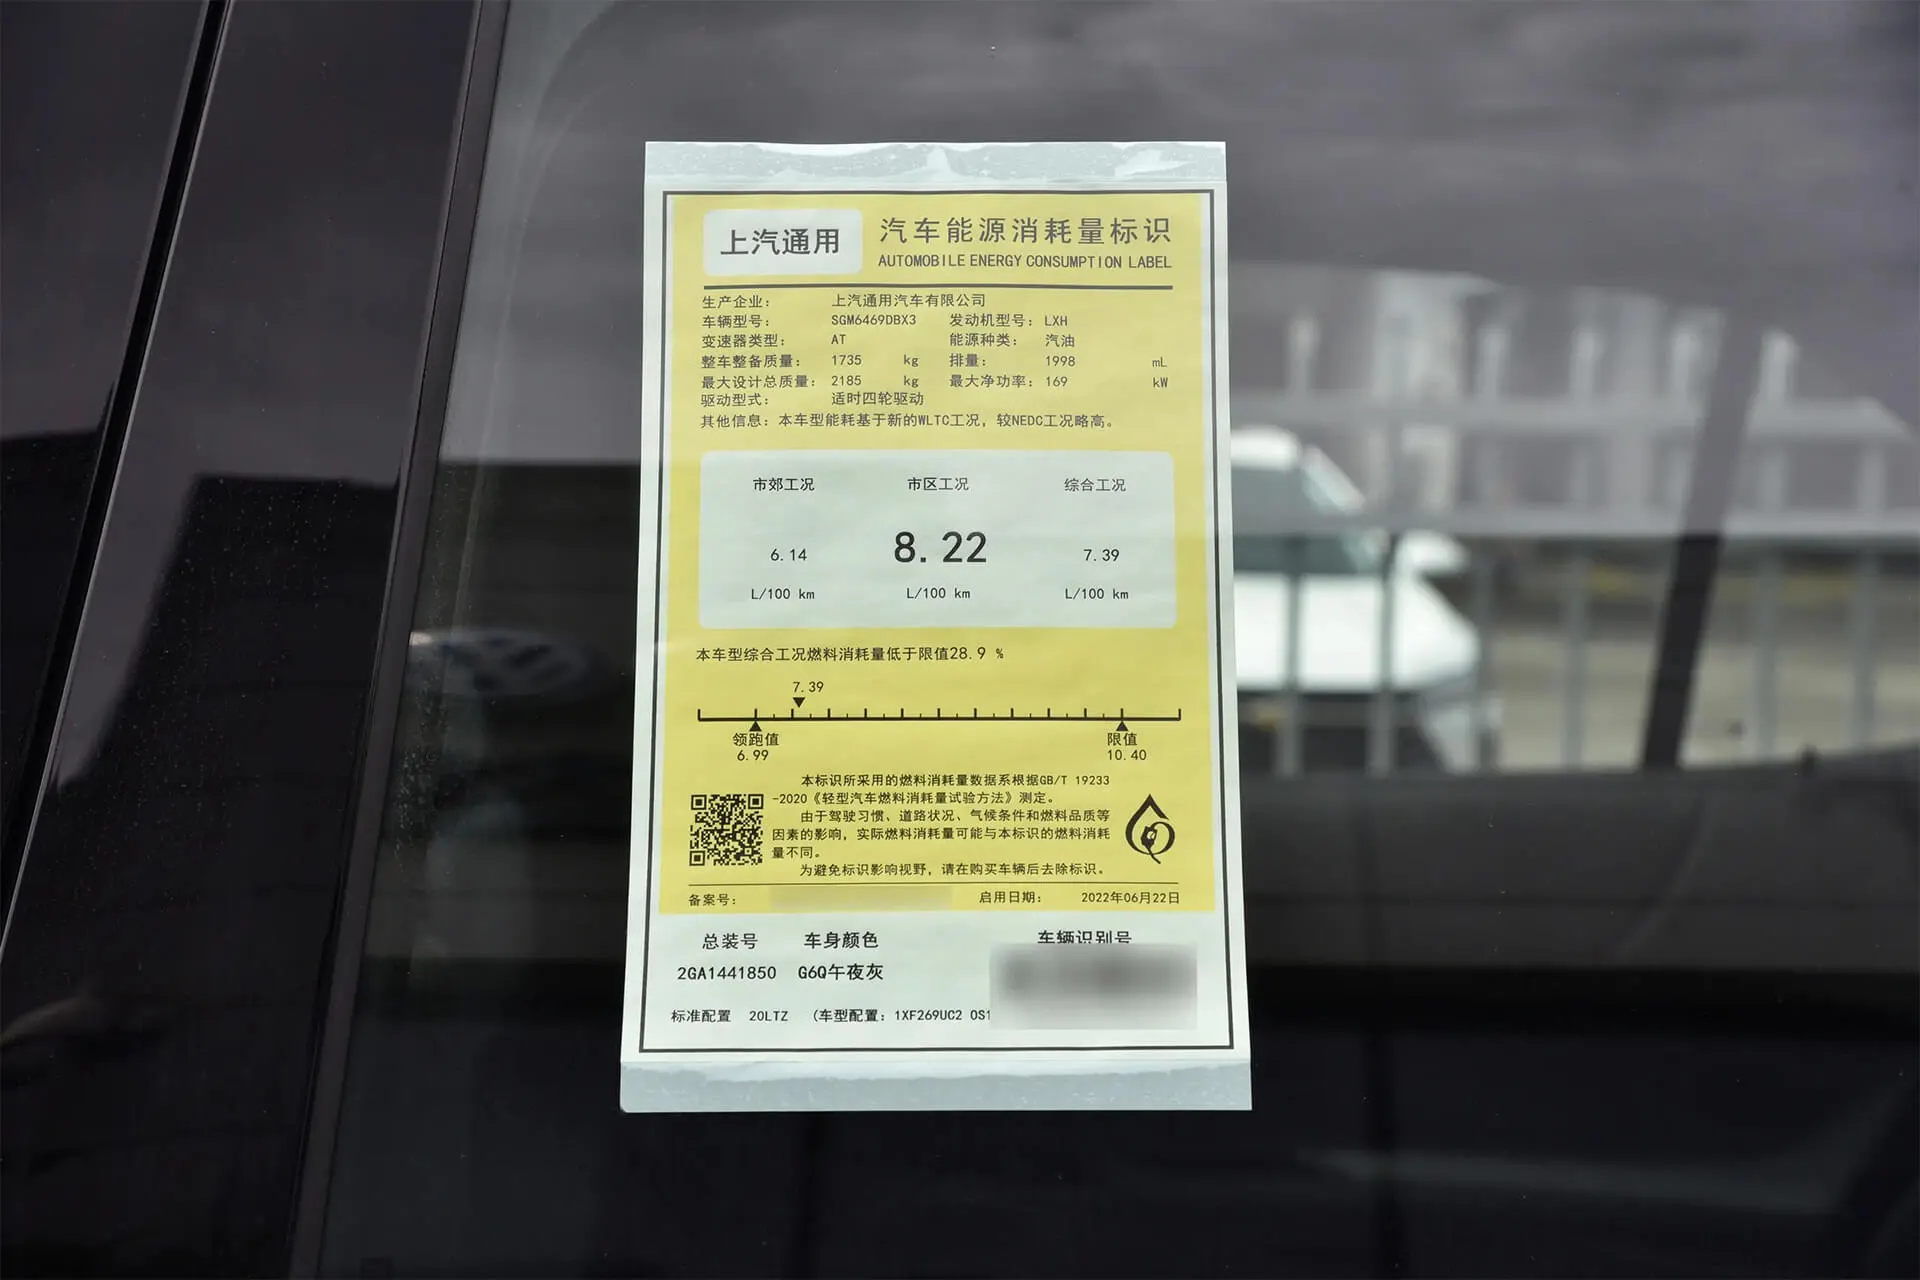 上汽通用
汽车能源消耗量标识
AUTOMOBILE ENERGY CONSUMPTION LABEL
生产企业： 上汽通用汽车有限公司
车辆型号： SGM6469DBX3 发动机型号： LXH
变速器类型： AT 能源种类： 汽油
整车整备质量： 1735 kg 排量： 1998 mL
最大设计总质量： 2185 kg 最大净功率： 169 kW
驱动型式： 适时四轮驱动
其他信息： 本车型能耗基于新的WLTC工况，较NEDC工况略高。
市郊工况 市区工况 综合工况
6.14 8.22 7.39
L/100 km L/100 km L/100 km
本车型综合工况燃料消耗量低于限值28.9 %
7.39
领跑值 限值
6.99 10.40
本标识所采用的燃料消耗量数据系根据GB/T 19233
-2020《轻型汽车燃料消耗量试验方法》测定。
由于驾驶习惯、道路状况、气候条件和燃料品质等
因素的影响，实际燃料消耗量可能与本标识的燃料消耗
量不同。
为避免标识影响视野，请在购买车辆后去除标识。
备案号： 启用日期： 2022年06月22日
总装号 车身颜色 车辆识别号
2GA1441850 G6Q午夜灰
标准配置 20LTZ （车型配置：1XF269UC2 0S1